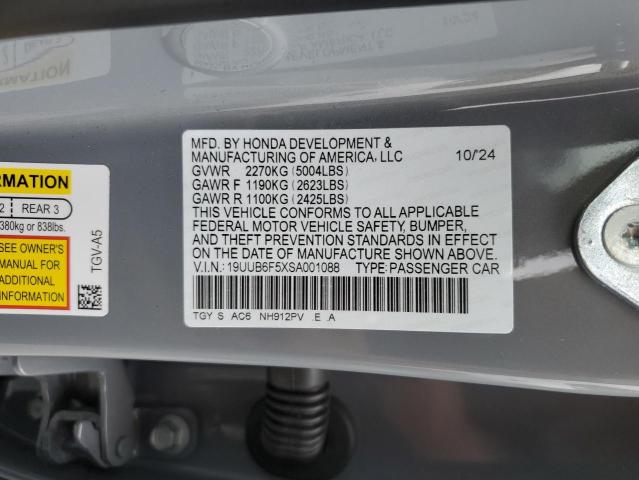 MFD. BY HONDA DEVELOPMENT &
MANUFACTURING OF AMERICA, LLC 10/24
GVWR 2270KG (5004LBS)
GAWR F 1190KG (2623LBS)
GAWR R 1100KG (2425LBS)
THIS VEHICLE CONFORMS TO ALL APPLICABLE
FEDERAL MOTOR VEHICLE SAFETY, BUMPER,
AND THEFT PREVENTION STANDARDS IN EFFECT
ON THE DATE OF MANUFACTURE SHOWN ABOVE.
V.I.N.: 19UUB6F5XSA001088 TYPE: PASSENGER CAR
TGY S AC6 NH912PV .E .A
RMATION
2 REAR 3
380kg or 838lbs.
SEE OWNER'S
MANUAL FOR
ADDITIONAL
INFORMATION
TGV-A5